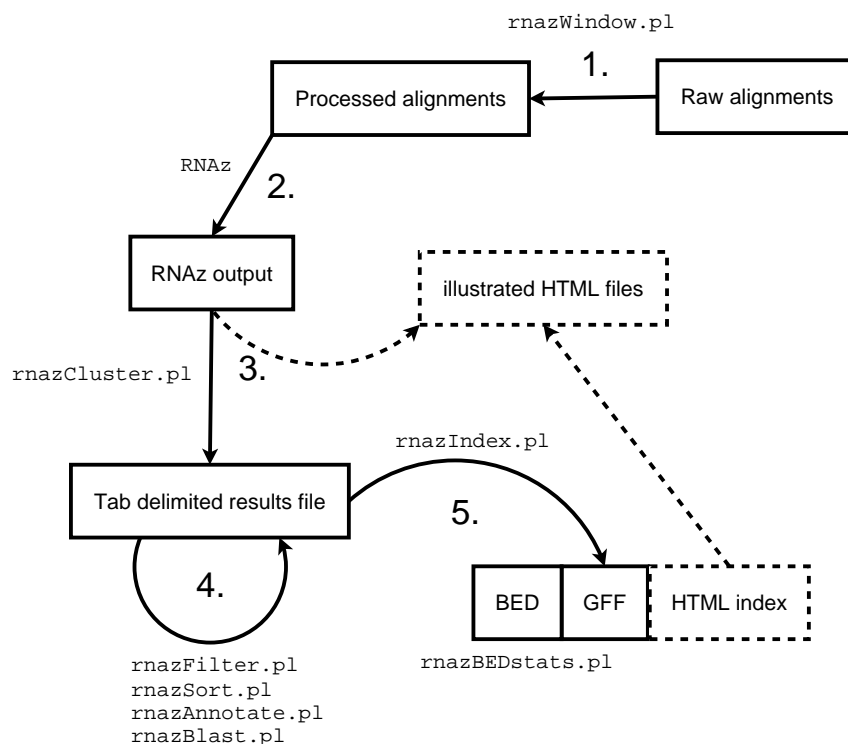 rnazWindow.pl
1.
Processed alignments
Raw alignments
RNAz
2.
RNAz output
illustrated HTML files
rnazCluster.pl
3.
rnazIndex.pl
Tab delimited results file
5.
4.
BED
GFF
HTML index
rnazBEDstats.pl
rnazFilter.pl
rnazSort.pl
rnazAnnotate.pl
rnazBlast.pl